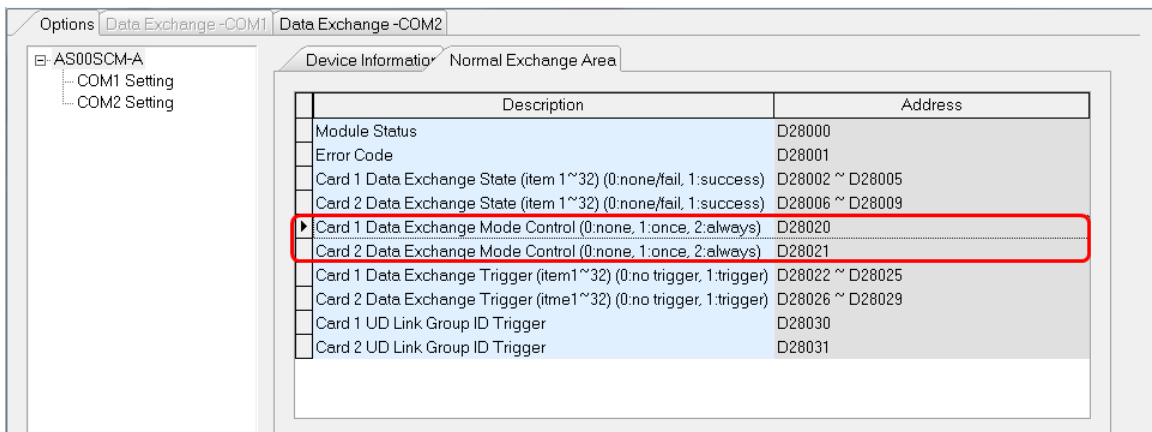 Options Data Exchange -COM1 Data Exchange -COM2
AS00SCM-A
COM1 Setting
COM2 Setting
Device Information Normal Exchange Area
Description Address
Module Status D28000
Error Code D28001
Card 1 Data Exchange State (item 1~32) (0:none/fail, 1:success) D28002 ~ D28005
Card 2 Data Exchange State (item 1~32) (0:none/fail, 1:success) D28006 ~ D28009
Card 1 Data Exchange Mode Control (0:none, 1:once, 2:always) D28020
Card 2 Data Exchange Mode Control (0:none, 1:once, 2:always) D28021
Card 1 Data Exchange Trigger (item1~32) (0:no trigger, 1:trigger) D28022 ~ D28025
Card 2 Data Exchange Trigger (itme1~32) (0:no trigger, 1:trigger) D28026 ~ D28029
Card 1 UD Link Group ID Trigger D28030
Card 2 UD Link Group ID Trigger D28031